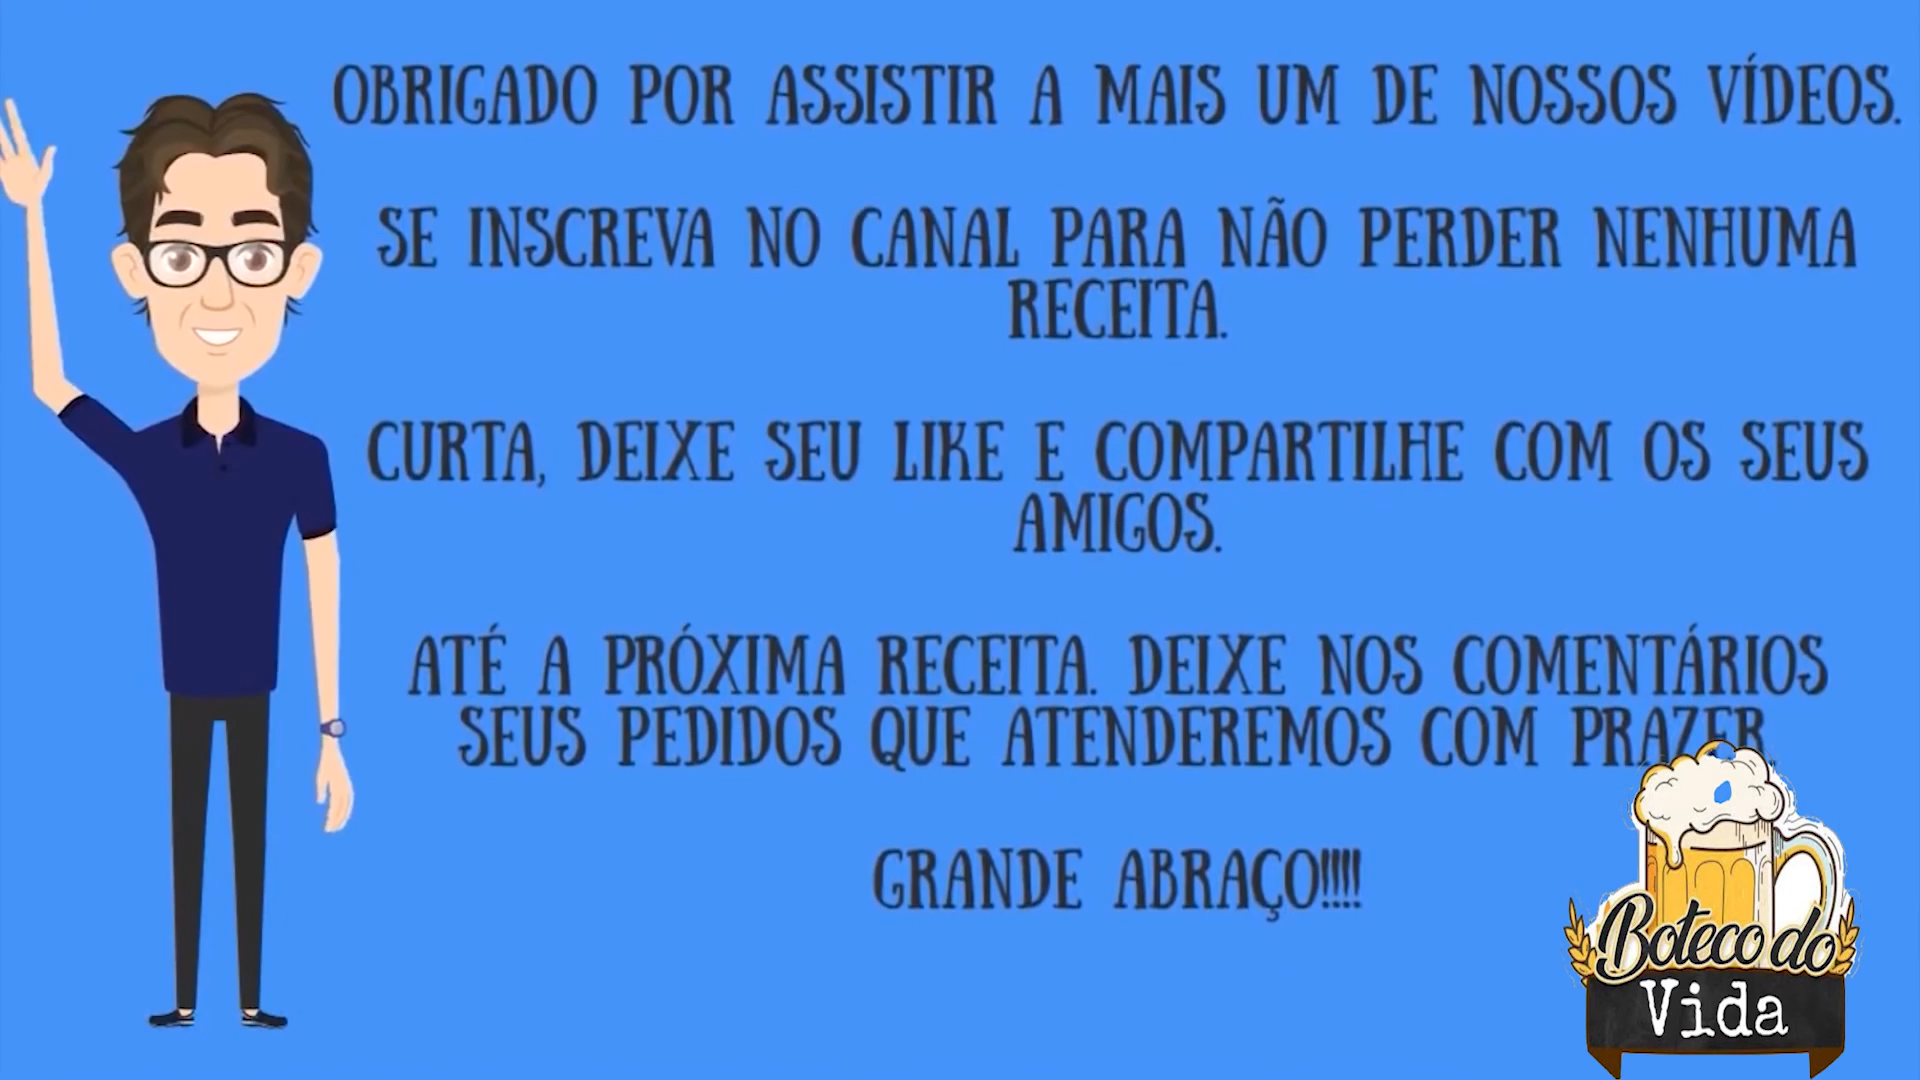 OBRIGADO POR ASSISTIR A MAIS UM DE NOSSOS VÍDEOS.
SE INSCREVA NO CANAL PARA NÃO PERDER NENHUMA
RECEITA.
CURTA, DEIXE SEU LIKE E COMPARTILHE COM OS SEUS
AMIGOS.
ATÉ A PRÓXIMA RECEITA. DEIXE NOS COMENTÁRIOS
SEUS PEDIDOS QUE ATENDEREMOS COM PRAZER
GRANDE ABRAÇO!!!!
Boteco do
Vida